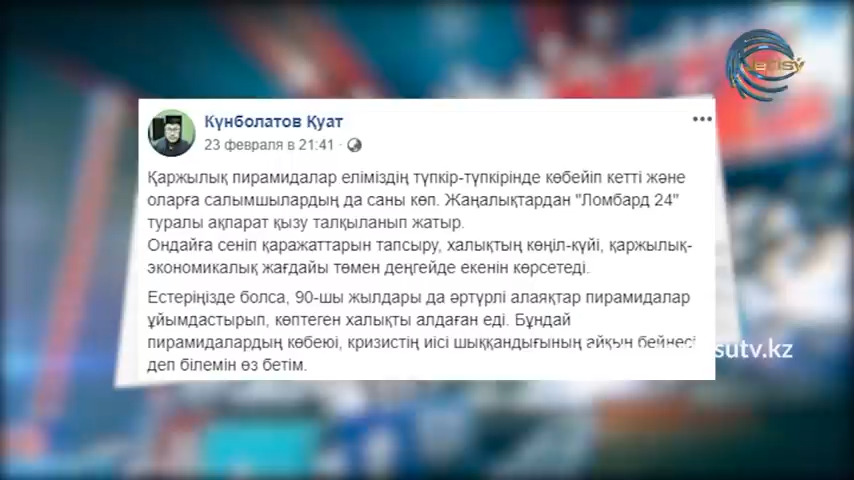 Jetisý
Күнболатов Қуат
23 февраля в 21:41 ·
Қаржылық пирамидалар еліміздің түпкір-түпкірінде көбейіп кетті және
оларға салымшылардың да саны көп. Жаңалықтардан "Ломбард 24"
туралы ақпарат қызу талқыланып жатыр.
Ондайға сеніп қаражаттарын тапсыру, халықтың көңіл-күйі, қаржылық-
экономикалық жағдайы төмен деңгейде екенін көрсетеді.
Естеріңізде болса, 90-шы жылдары да әртүрлі алаяқтар пирамидалар
ұйымдастырып, көптеген халықты алдаған еді. Бұндай
пирамидалардың көбеюі, кризистің иісі шыққандығының айқын бейнесі
деп білемін өз бетім.
sutv.kz